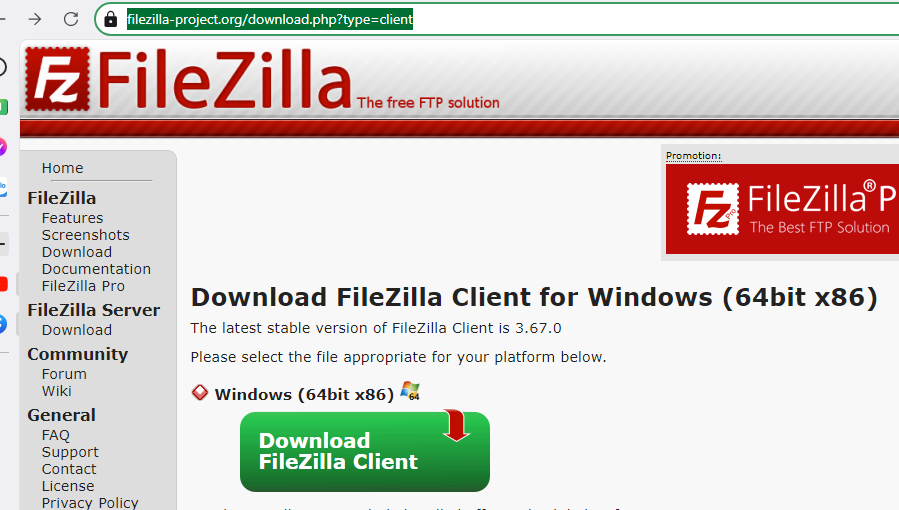 filezilla-project.org/download.php?type=client
Fz FileZilla The free FTP solution
Home
FileZilla
Features
Screenshots
Download
Documentation
FileZilla Pro
FileZilla Server
Download
Community
Forum
Wiki
General
FAQ
Support
Contact
License
Privacy Policy
Promotion:
Fz Pro FileZilla® P
The Best FTP Solution
Download FileZilla Client for Windows (64bit x86)
The latest stable version of FileZilla Client is 3.67.0
Please select the file appropriate for your platform below.
Windows (64bit x86) 64
Download
FileZilla Client